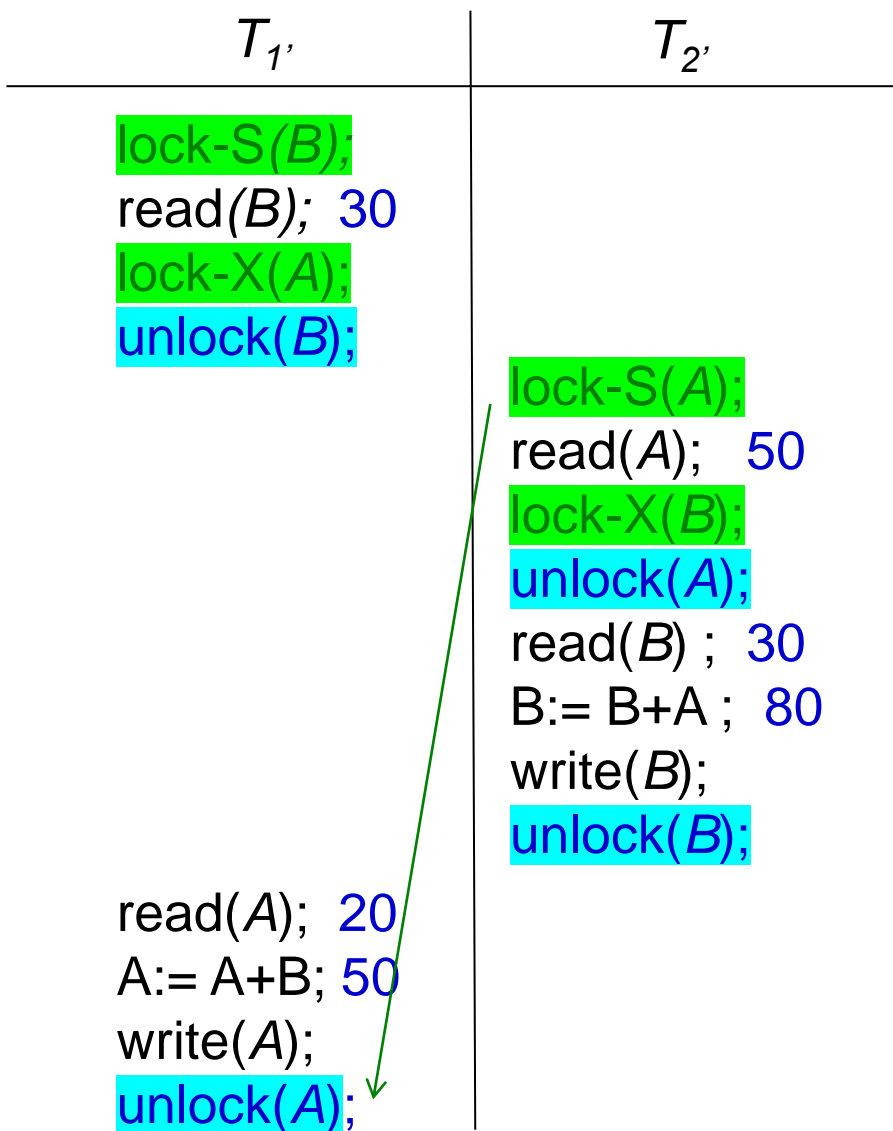 T1’ T2’
lock-S(B);
read(B); 30
lock-X(A);
unlock(B);
lock-S(A);
read(A); 50
lock-X(B);
unlock(A);
read(B) ; 30
B:= B+A ; 80
write(B);
unlock(B);
read(A); 20
A:= A+B; 50
write(A);
unlock(A);